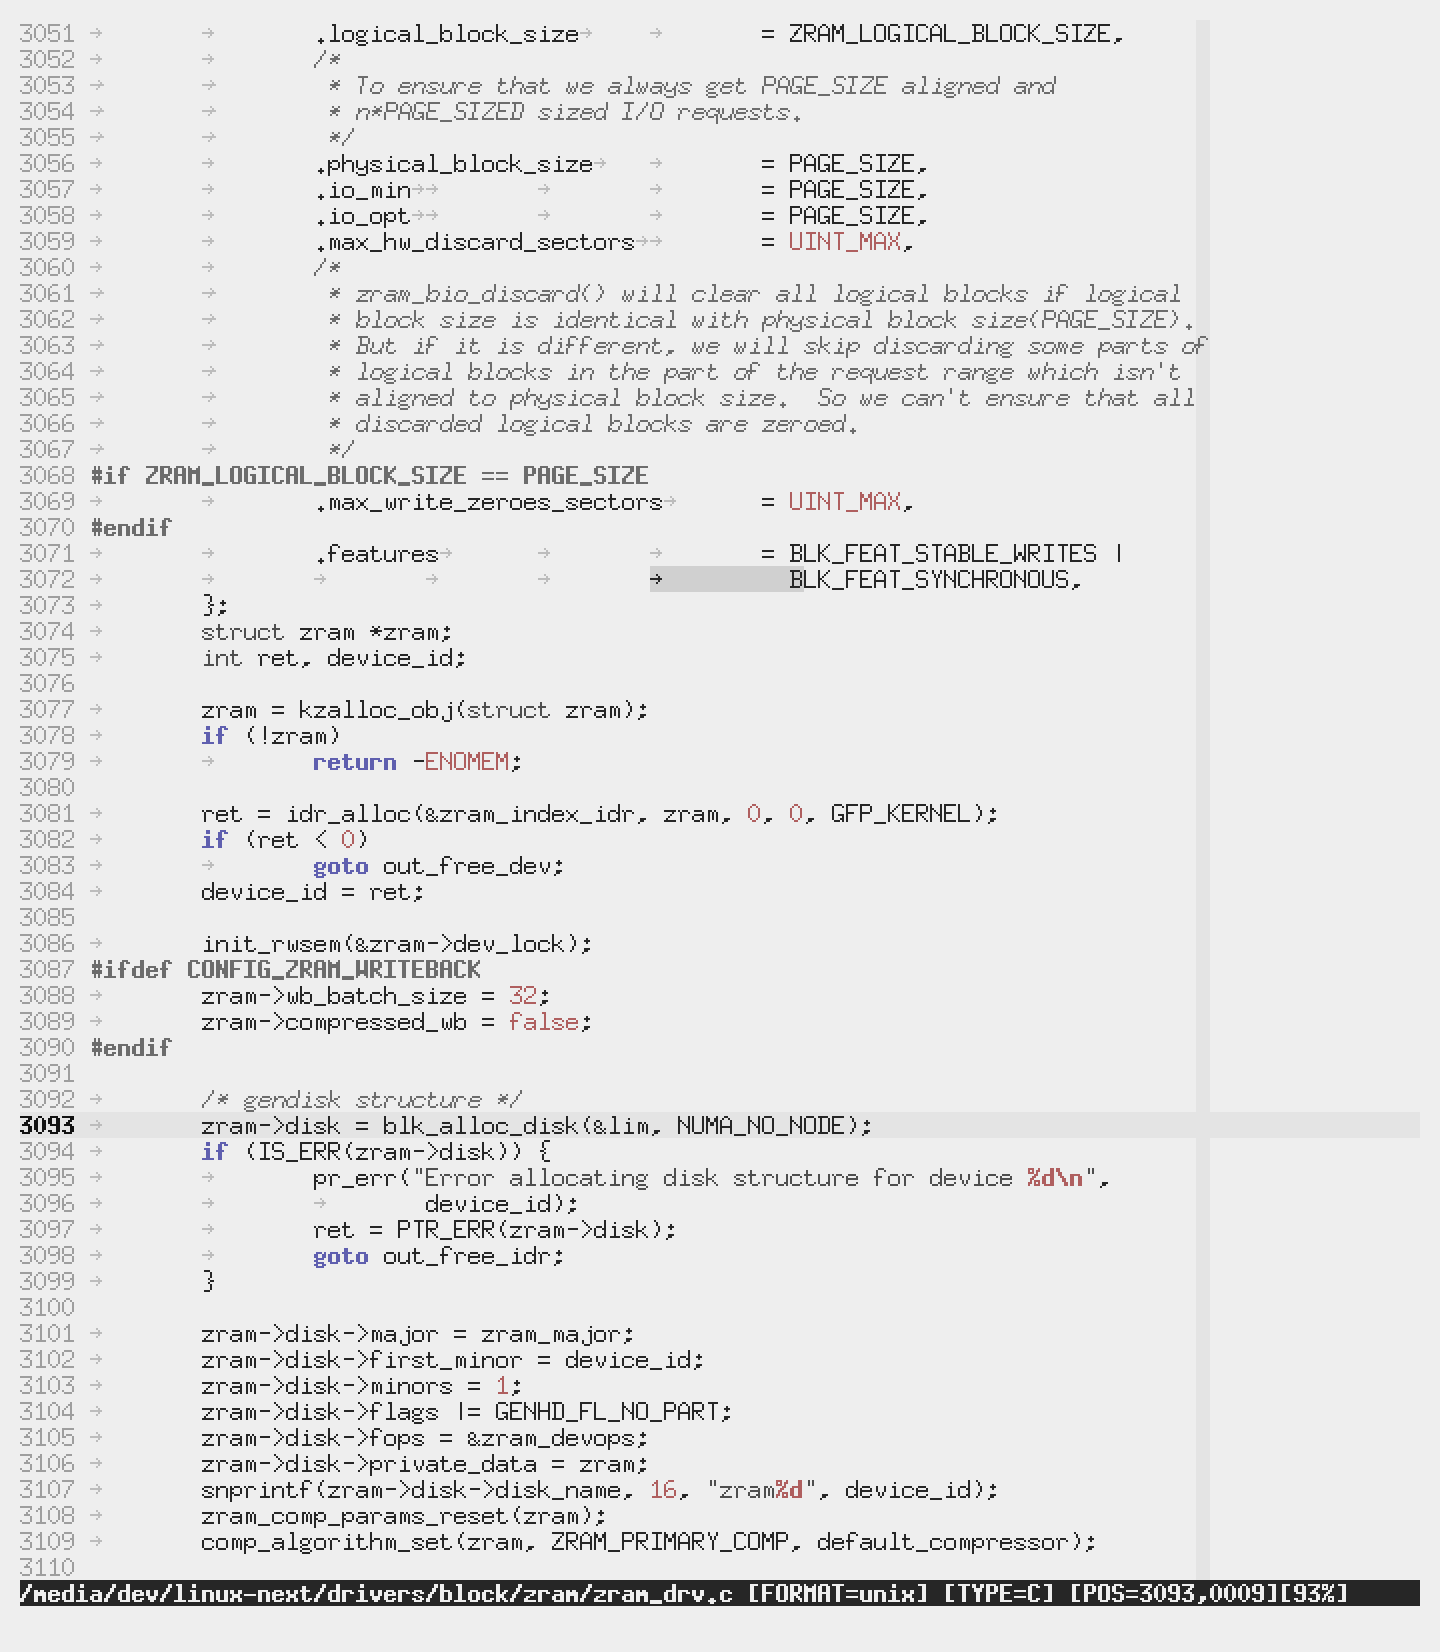 3051 →       →       .logical_block_size→    →       = ZRAM_LOGICAL_BLOCK_SIZE,
3052 →       →       /*
3053 →       →        * To ensure that we always get PAGE_SIZE aligned and
3054 →       →        * n*PAGE_SIZED sized I/O requests.
3055 →       →        */
3056 →       →       .physical_block_size→   →       = PAGE_SIZE,
3057 →       →       .io_min→→       →       →       = PAGE_SIZE,
3058 →       →       .io_opt→→       →       →       = PAGE_SIZE,
3059 →       →       .max_hw_discard_sectors→→       = UINT_MAX,
3060 →       →       /*
3061 →       →        * zram_bio_discard() will clear all logical blocks if logical
3062 →       →        * block size is identical with physical block size(PAGE_SIZE).
3063 →       →        * But if it is different, we will skip discarding some parts of
3064 →       →        * logical blocks in the part of the request range which isn't
3065 →       →        * aligned to physical block size.  So we can't ensure that all
3066 →       →        * discarded logical blocks are zeroed.
3067 →       →        */
3068 #if ZRAM_LOGICAL_BLOCK_SIZE == PAGE_SIZE
3069 →       →       .max_write_zeroes_sectors→      = UINT_MAX,
3070 #endif
3071 →       →       .features→      →       →       = BLK_FEAT_STABLE_WRITES |
3072 →       →       →       →       →       →         BLK_FEAT_SYNCHRONOUS,
3073 →       };
3074 →       struct zram *zram;
3075 →       int ret, device_id;
3076
3077 →       zram = kzalloc_obj(struct zram);
3078 →       if (!zram)
3079 →       →       return -ENOMEM;
3080
3081 →       ret = idr_alloc(&zram_index_idr, zram, 0, 0, GFP_KERNEL);
3082 →       if (ret < 0)
3083 →       →       goto out_free_dev;
3084 →       device_id = ret;
3085
3086 →       init_rwsem(&zram->dev_lock);
3087 #ifdef CONFIG_ZRAM_WRITEBACK
3088 →       zram->wb_batch_size = 32;
3089 →       zram->compressed_wb = false;
3090 #endif
3091
3092 →       /* gendisk structure */
3093 →       zram->disk = blk_alloc_disk(&lim, NUMA_NO_NODE);
3094 →       if (IS_ERR(zram->disk)) {
3095 →       →       pr_err("Error allocating disk structure for device %d\n",
3096 →       →       →       device_id);
3097 →       →       ret = PTR_ERR(zram->disk);
3098 →       →       goto out_free_idr;
3099 →       }
3100
3101 →       zram->disk->major = zram_major;
3102 →       zram->disk->first_minor = device_id;
3103 →       zram->disk->minors = 1;
3104 →       zram->disk->flags |= GENHD_FL_NO_PART;
3105 →       zram->disk->fops = &zram_devops;
3106 →       zram->disk->private_data = zram;
3107 →       snprintf(zram->disk->disk_name, 16, "zram%d", device_id);
3108 →       zram_comp_params_reset(zram);
3109 →       comp_algorithm_set(zram, ZRAM_PRIMARY_COMP, default_compressor);
3110
/media/dev/linux-next/drivers/block/zram/zram_drv.c [FORMAT=unix] [TYPE=C] [POS=3093,0009][93%]